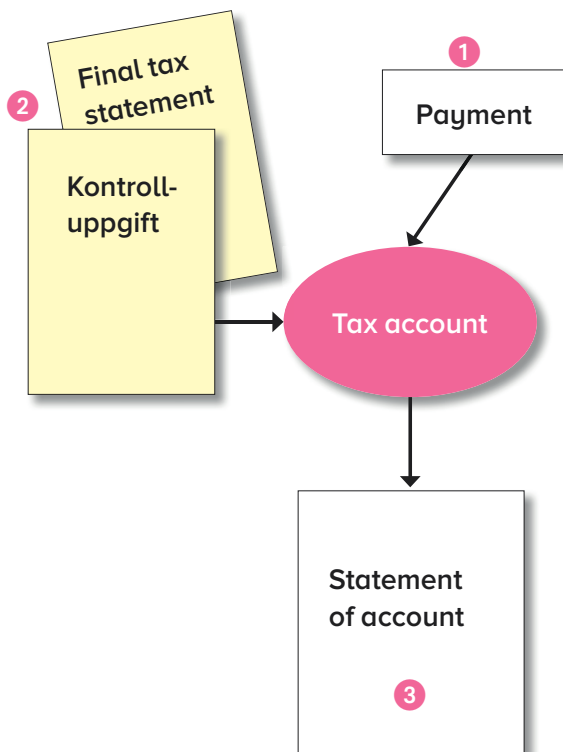 1
Payment
2
Final tax
statement
Kontroll-
uppgift
Tax account
Statement
of account
3